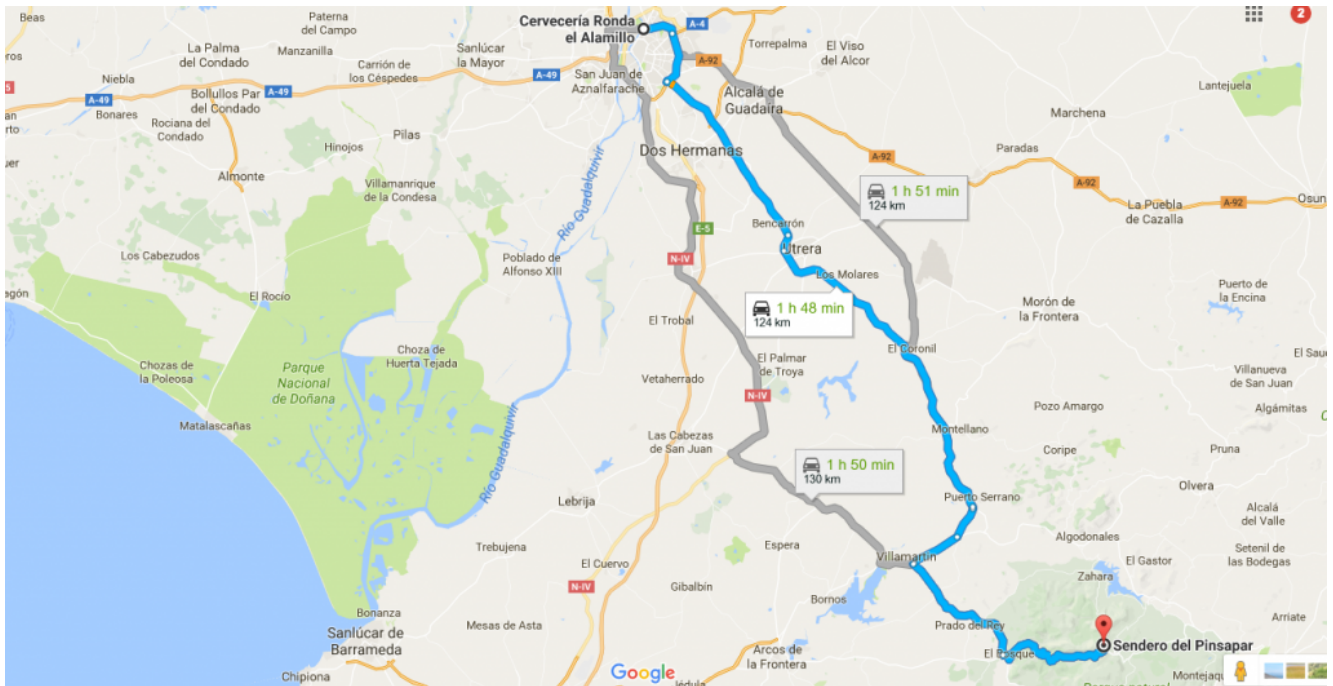 Beas
Paterna
del Campo
Cervecería Ronda
el Alamillo
A-4
2
La Palma
del Condado
Manzanilla
Sanlúcar
la Mayor
Torrepalma
El Viso
del Alcor
Niebla
Carrión de
los Céspedes
A-49
San Juan de
Aznalfarache
A-92
A-49
Bollullos Par
del Condado
Bonares
Rociana del
Condado
Pilas
Hinojos
Alcalá de
Guadaíra
Lantejuela
Marchena
Almonte
Villamanrique
de la Condesa
Dos Hermanas
A-92
Paradas
A-92
La Puebla
de Cazalla
A-92
Osun
1 h 51 min
124 km
Río Guadalquivir
Bencarrón
E-5
Utrera
Los Cabezudos
Poblado de
Alfonso XIII
N-IV
Los Molares
El Rocío
1 h 48 min
124 km
Morón de
la Frontera
Puerto de
la Encina
El Trobal
Chozas de
la Poleosa
Parque
Nacional
de Doñana
Choza de
Huerta Tejada
El Palmar
de Troya
El Coronil
El Sau
Villanueva
de San Juan
Vetaherrado
N-IV
Pozo Amargo
Algámitas
Matalascañas
Río Guadalquivir
Las Cabezas
de San Juan
Montellano
Coripe
Pruna
1 h 50 min
130 km
Lebrija
Puerto Serrano
Olvera
Alcalá
del Valle
Trebujena
Espera
Villamartín
Algodonales
El Gastor
Setenil de
las Bodegas
El Cuervo
N-IV
Gibalbín
Zahara
Bornos
Bonanza
Sanlúcar de
Barrameda
Mesas de Asta
Prado del Rey
Arriate
El Bosque
Sendero del Pinsapar
Arcos de
la Frontera
Chipiona
Google
Montejaq